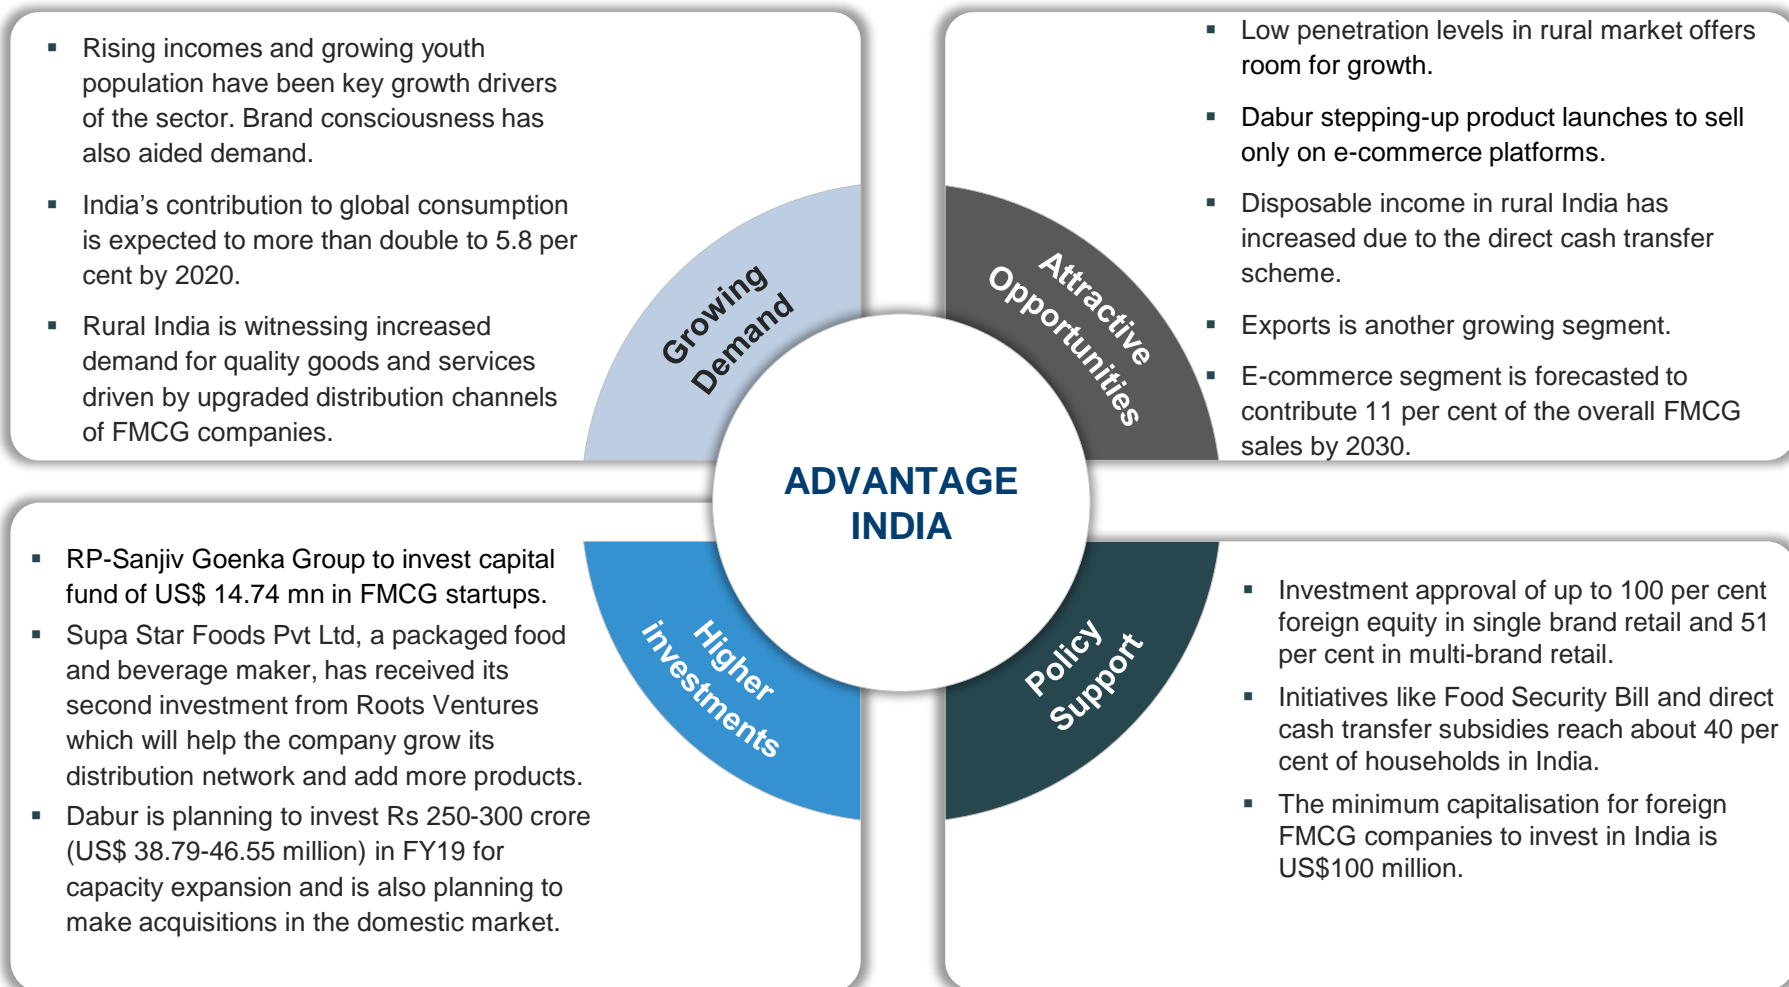 ▪ Rising incomes and growing youth
population have been key growth drivers
of the sector. Brand consciousness has
also aided demand.
▪ India’s contribution to global consumption
is expected to more than double to 5.8 per
cent by 2020.
▪ Rural India is witnessing increased
demand for quality goods and services
driven by upgraded distribution channels
of FMCG companies.
Growing
Demand
▪ Low penetration levels in rural market offers
room for growth.
▪ Dabur stepping-up product launches to sell
only on e-commerce platforms.
▪ Disposable income in rural India has
increased due to the direct cash transfer
scheme.
▪ Exports is another growing segment.
▪ E-commerce segment is forecasted to
contribute 11 per cent of the overall FMCG
sales by 2030.
Attractive
Opportunities
ADVANTAGE
INDIA
▪ RP-Sanjiv Goenka Group to invest capital
fund of US$ 14.74 mn in FMCG startups.
▪ Supa Star Foods Pvt Ltd, a packaged food
and beverage maker, has received its
second investment from Roots Ventures
which will help the company grow its
distribution network and add more products.
▪ Dabur is planning to invest Rs 250-300 crore
(US$ 38.79-46.55 million) in FY19 for
capacity expansion and is also planning to
make acquisitions in the domestic market.
Higher
investments
Policy
Support
▪ Investment approval of up to 100 per cent
foreign equity in single brand retail and 51
per cent in multi-brand retail.
▪ Initiatives like Food Security Bill and direct
cash transfer subsidies reach about 40 per
cent of households in India.
▪ The minimum capitalisation for foreign
FMCG companies to invest in India is
US$100 million.